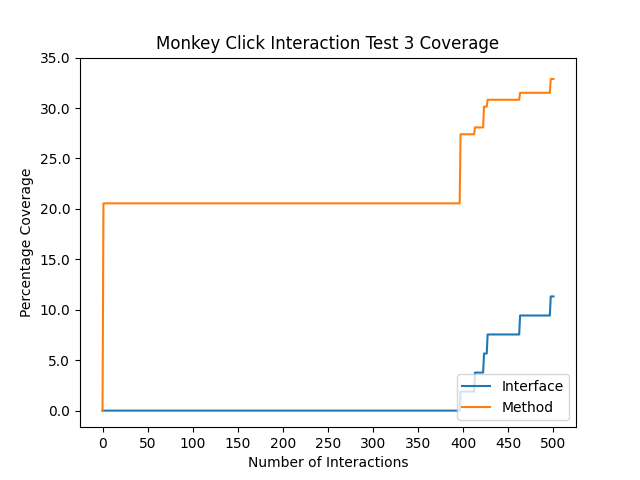 Monkey Click Interaction Test 3 Coverage
35.0
30.0
25.0
20.0
15.0
10.0
5.0
0.0
Percentage Coverage
Interface
Method
0 50 100 150 200 250 300 350 400 450 500
Number of Interactions